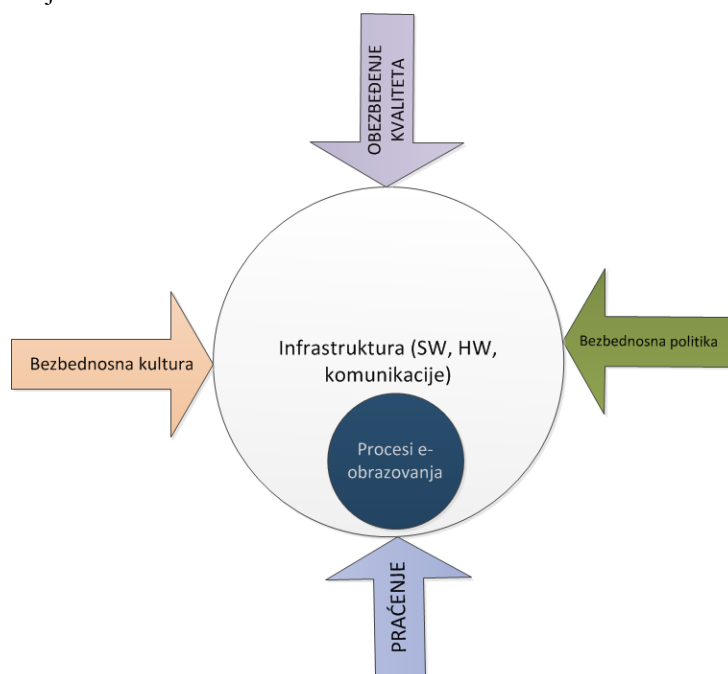 OBEZBEĐENJE
KVALITETA
Bezbednosna kultura
Infrastruktura (SW, HW,
komunikacije)
Bezbednosna politika
Procesi e-
obrazovanja
PRAĆENJE